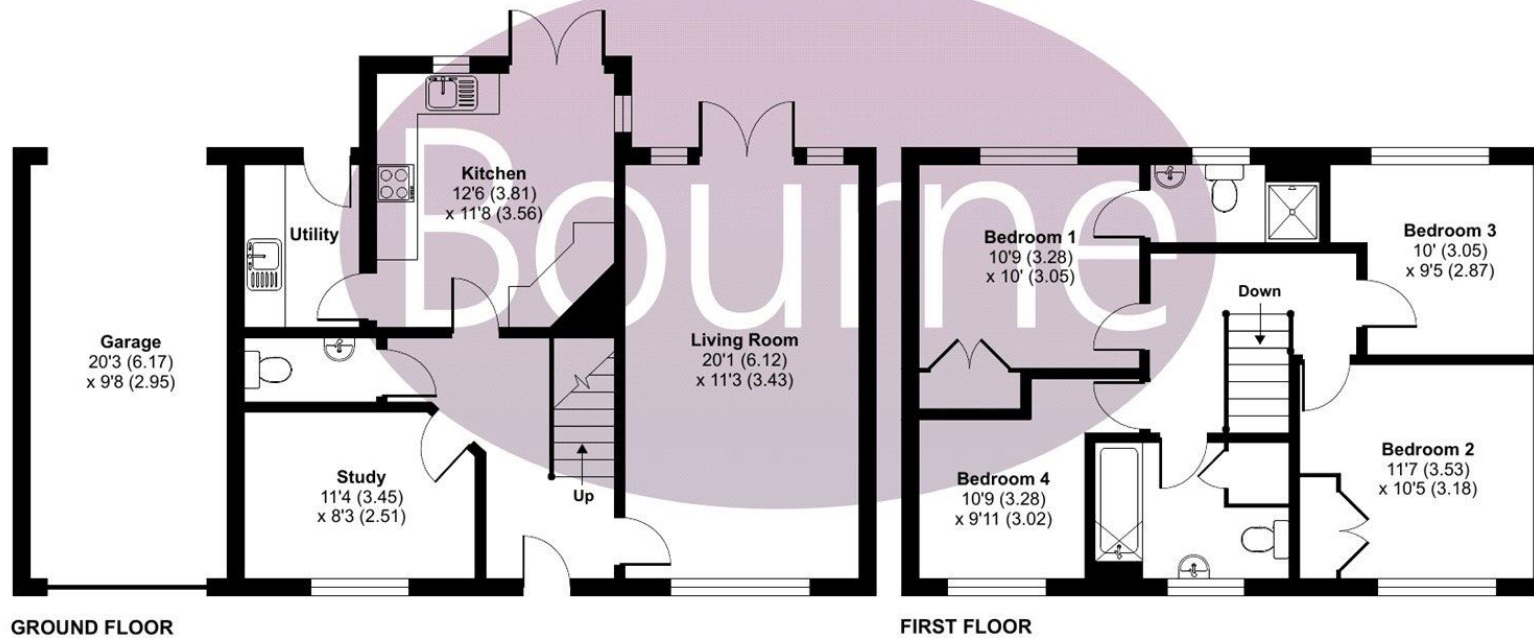 Bourne
Kitchen
12'6 (3.81)
x 11'8 (3.56)
Utility
Garage
20'3 (6.17)
x 9'8 (2.95)
Living Room
20'1 (6.12)
x 11'3 (3.43)
Study
11'4 (3.45)
x 8'3 (2.51)
Up
GROUND FLOOR
Bedroom 1
10'9 (3.28)
x 10' (3.05)
Bedroom 3
10' (3.05)
x 9'5 (2.87)
Down
Bedroom 4
10'9 (3.28)
x 9'11 (3.02)
Bedroom 2
11'7 (3.53)
x 10'5 (3.18)
FIRST FLOOR